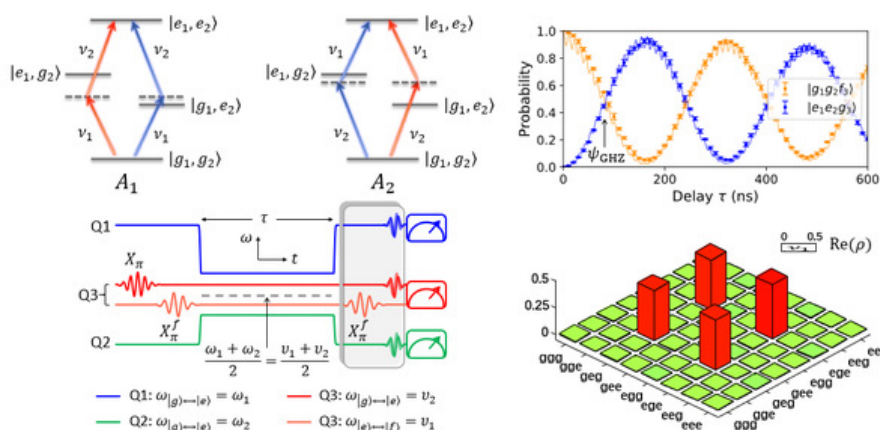 |e₁, e₂⟩
ν₂
ν₂
|e₁, g₂⟩
|g₁, e₂⟩
ν₁
ν₁
|g₁, g₂⟩
A₁
|e₁, e₂⟩
ν₁
ν₁
|e₁, g₂⟩
|g₁, e₂⟩
ν₂
ν₂
|g₁, g₂⟩
A₂
Probability
1.0
0.8
0.6
0.4
0.2
0.0
|g₁g₂f₃⟩
|e₁e₂g₃⟩
ψGHZ
0
200
400
600
Delay τ (ns)
Q1
τ
ω
t
Xπ
Q3
Xπᶠ
Xπᶠ
Q2
(ω₁ + ω₂)/2 = (υ₁ + υ₂)/2
Q1: ω|g⟩↔|e⟩ = ω₁
Q3: ω|g⟩↔|e⟩ = υ₂
Q2: ω|g⟩↔|e⟩ = ω₂
Q3: ω|e⟩↔|f⟩ = υ₁
0 0.5
Re(ρ)
0.5
0.25
0
ggg
gge
geg
gee
egg
ege
eeg
eee
ggg
gge
geg
gee
egg
ege
eeg
eee